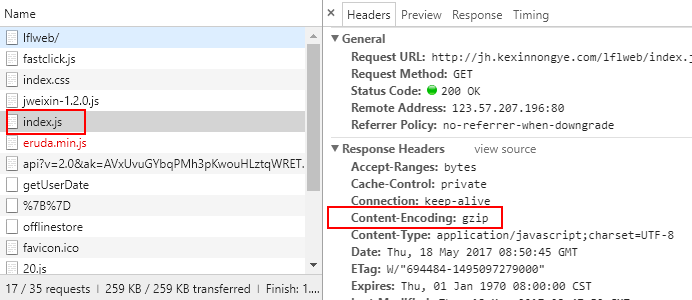 Name
lflweb/
fastclick.js
index.css
jweixin-1.2.0.js
index.js
eruda.min.js
api?v=2.0&ak=AVxUvuGYbqPMh3pKwouHLztqWRET.
getUserDate
%7B%7D
offlinestore
favicon.ico
20.js
17 / 35 requests | 259 KB / 259 KB transferred | Finish: 1....
× Headers Preview Response Timing
▼ General
Request URL: http://jh.kexinnongye.com/lflweb/index.j
Request Method: GET
Status Code: 200 OK
Remote Address: 123.57.207.196:80
Referrer Policy: no-referrer-when-downgrade
▼ Response Headers view source
Accept-Ranges: bytes
Cache-Control: private
Connection: keep-alive
Content-Encoding: gzip
Content-Type: application/javascript;charset=UTF-8
Date: Thu, 18 May 2017 08:50:45 GMT
ETag: W/"694484-1495097279000"
Expires: Thu, 01 Jan 1970 08:00:00 CST